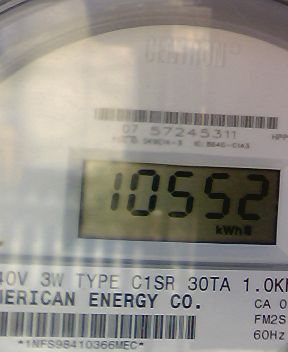 CENTRON®
07 57245311
10552
kWh
40V 3W TYPE C1SR 30TA 1.0K
MERICAN ENERGY CO.
CA 0
FM2S
60Hz
*1NFS98410366MEC*